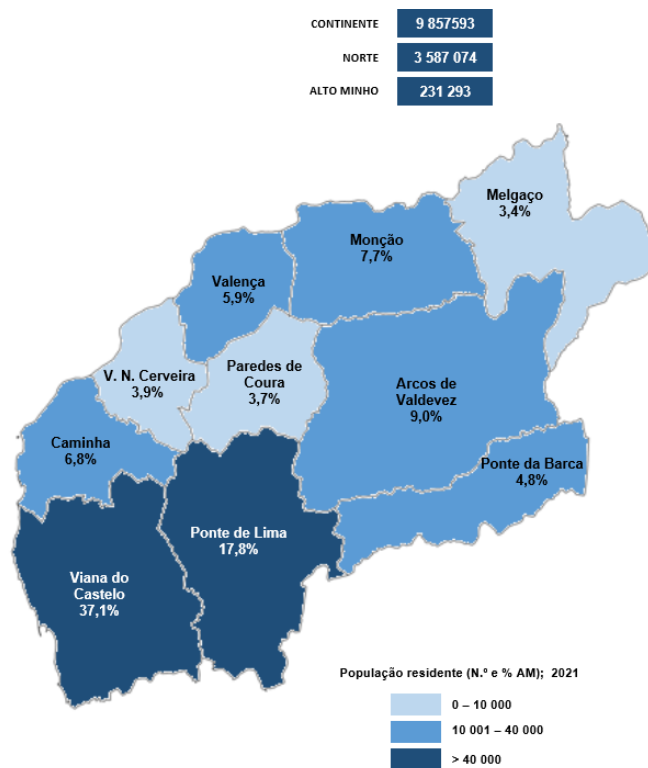 CONTINENTE 9 857593
NORTE 3 587 074
ALTO MINHO 231 293
Melgaço
3,4%
Monção
7,7%
Valença
5,9%
V. N. Cerveira
3,9%
Paredes de
Coura
3,7%
Arcos de
Valdevez
9,0%
Caminha
6,8%
Ponte da Barca
4,8%
Ponte de Lima
17,8%
Viana do
Castelo
37,1%
População residente (N.º e % AM); 2021
0 – 10 000
10 001 – 40 000
> 40 000